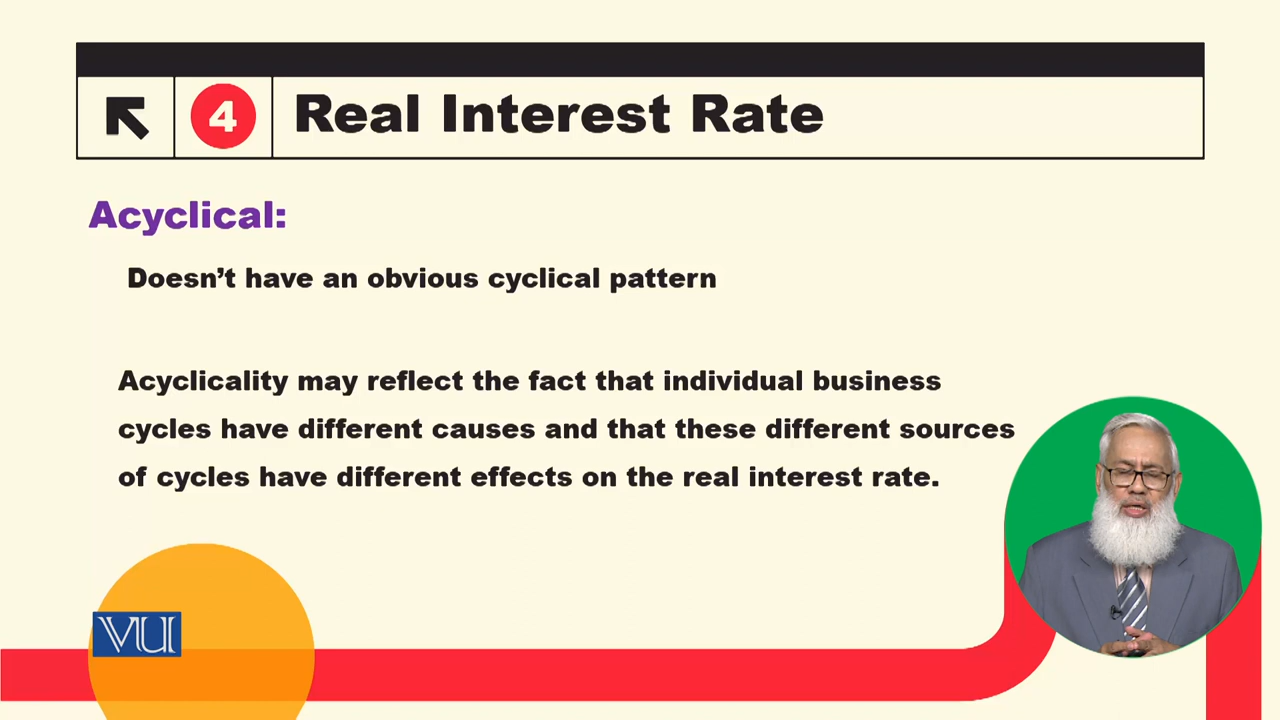 4
Real Interest Rate
Acyclical:
Doesn’t have an obvious cyclical pattern
Acyclicality may reflect the fact that individual business
cycles have different causes and that these different sources
of cycles have different effects on the real interest rate.
VU